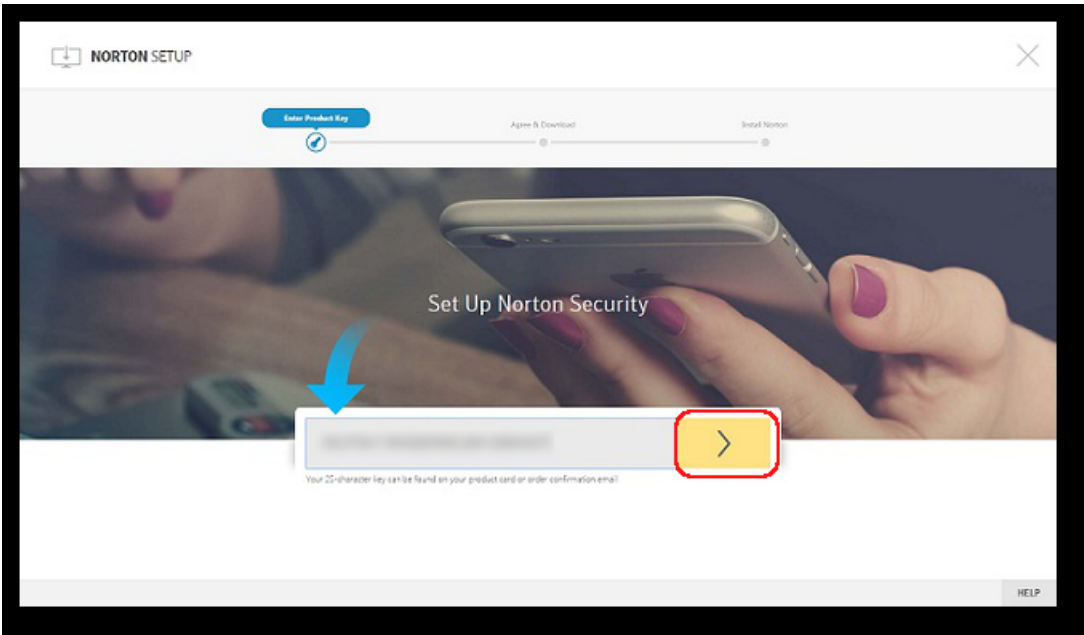 NORTON SETUP
Enter Product Key
Agree & Download
Install Norton
Set Up Norton Security
Your 25-character key can be found on your product card or order confirmation email
HELP